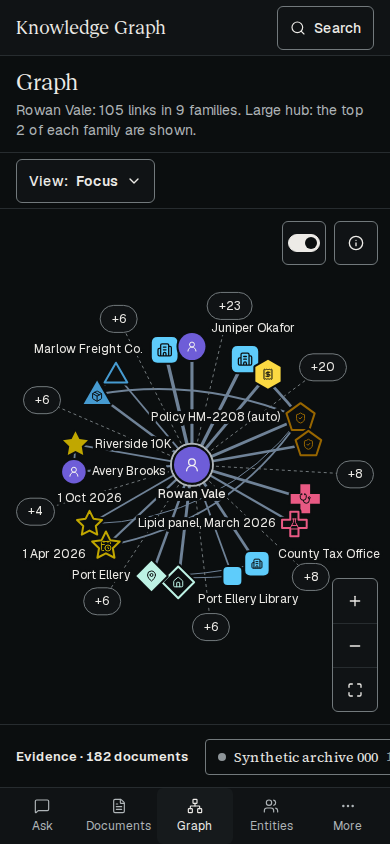 Knowledge Graph
Search
Graph
Rowan Vale: 105 links in 9 families. Large hub: the top
2 of each family are shown.
View: Focus
+23
+6
Juniper Okafor
Marlow Freight Co.
+20
+6
Policy HM-2208 (auto)
Riverside 10K
Avery Brooks
+8
Rowan Vale
1 Oct 2026
+4
Lipid panel, March 2026
1 Apr 2026
County Tax Office
Port Ellery
+8
Port Ellery Library
+6
+6
Evidence · 182 documents
Synthetic archive 000
Ask
Documents
Graph
Entities
More